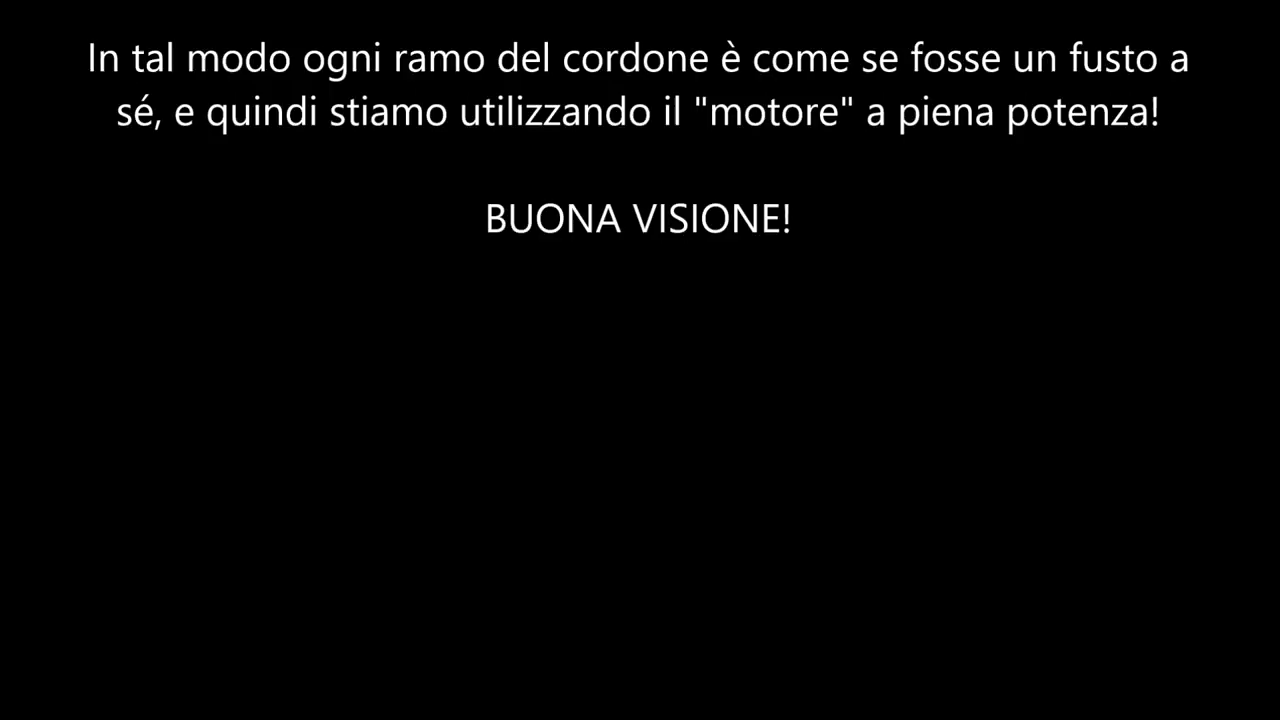 In tal modo ogni ramo del cordone è come se fosse un fusto a
sé, e quindi stiamo utilizzando il "motore" a piena potenza!
BUONA VISIONE!